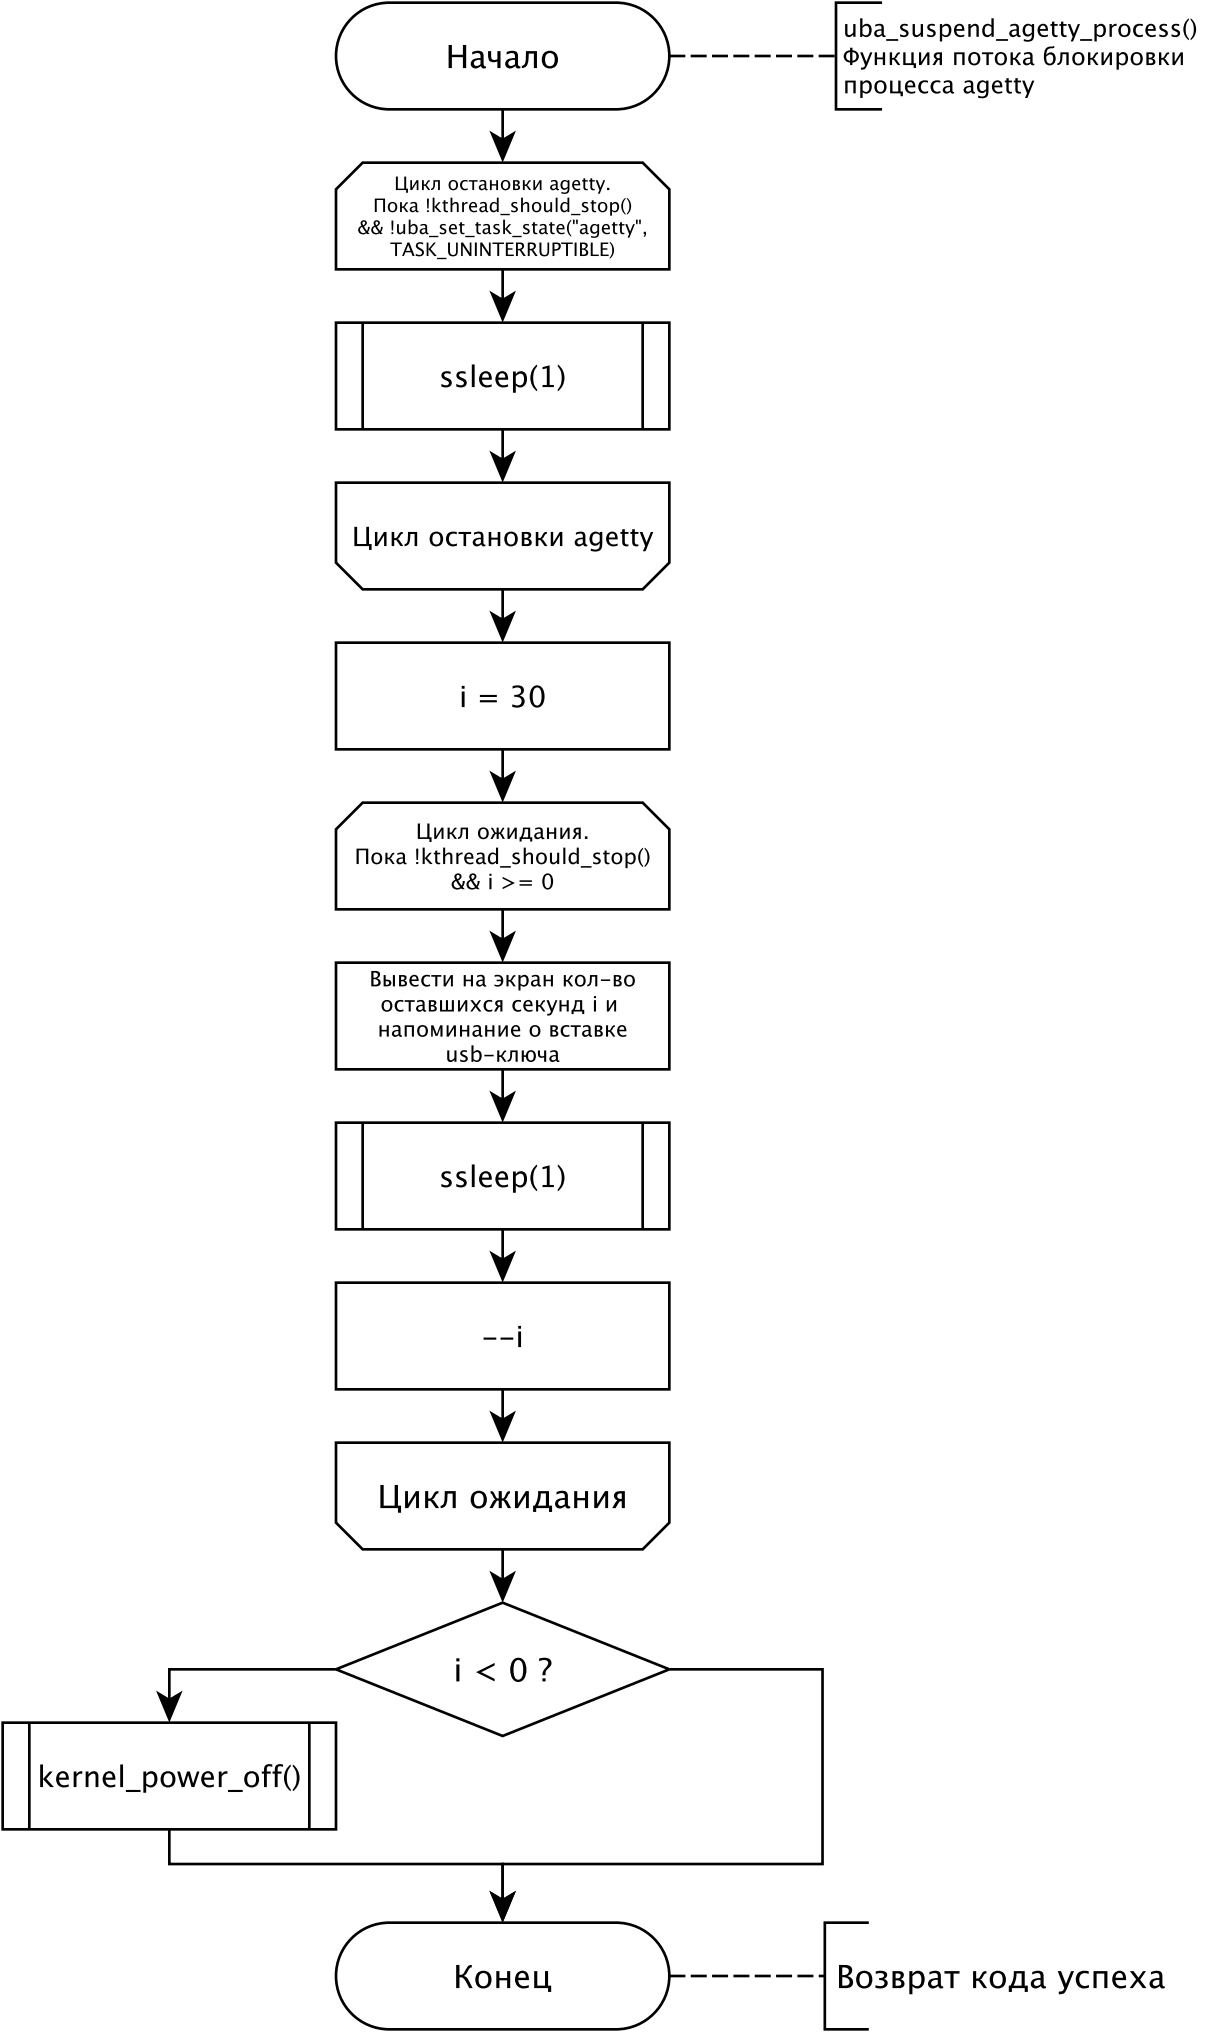 Начало
uba_suspend_agetty_process()
Функция потока блокировки
процесса agetty
Цикл остановки agetty.
Пока !kthread_should_stop()
&& !uba_set_task_state("agetty",
TASK_UNINTERRUPTIBLE)
ssleep(1)
Цикл остановки agetty
i = 30
Цикл ожидания.
Пока !kthread_should_stop()
&& i >= 0
Вывести на экран кол-во
оставшихся секунд i и
напоминание о вставке
usb-ключа
ssleep(1)
--i
Цикл ожидания
i < 0 ?
kernel_power_off()
Конец
Возврат кода успеха